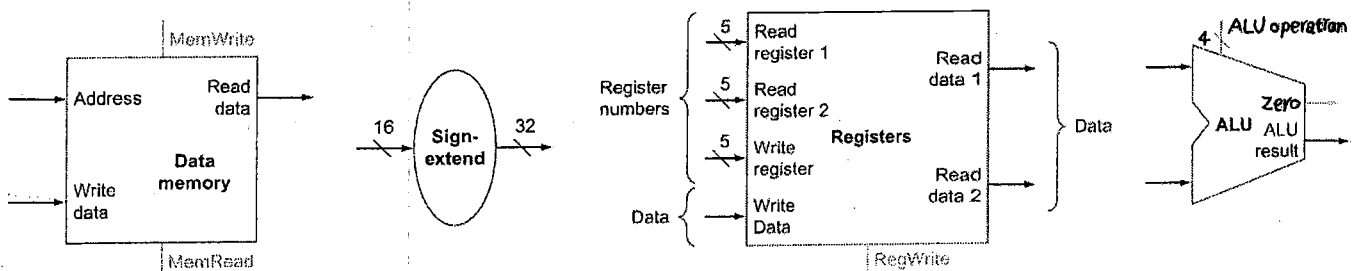 MemWrite
Address
Read
data
Data
memory
Write
data
MemRead
16
Sign-
extend
32
Register
numbers
Data
5
Read
register 1
5
Read
register 2
5
Write
register
Write
Data
Registers
Read
data 1
Read
data 2
RegWrite
Data
4
ALU operation
Zero
ALU
ALU
result